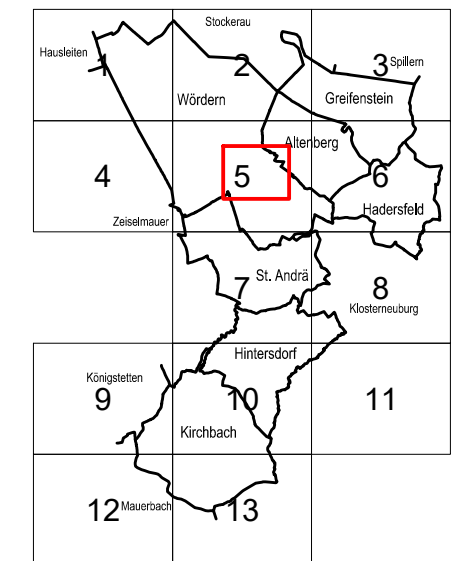 Stockerau
Hausleiten
1
2
3
Spillern
Wördern
Greifenstein
Altenberg
4
5
6
Hadersfeld
Zeiselmauer
St. Andrä
7
8
Klosterneuburg
Hintersdorf
Königstetten
9
10
11
Kirchbach
12
Mauerbach
13